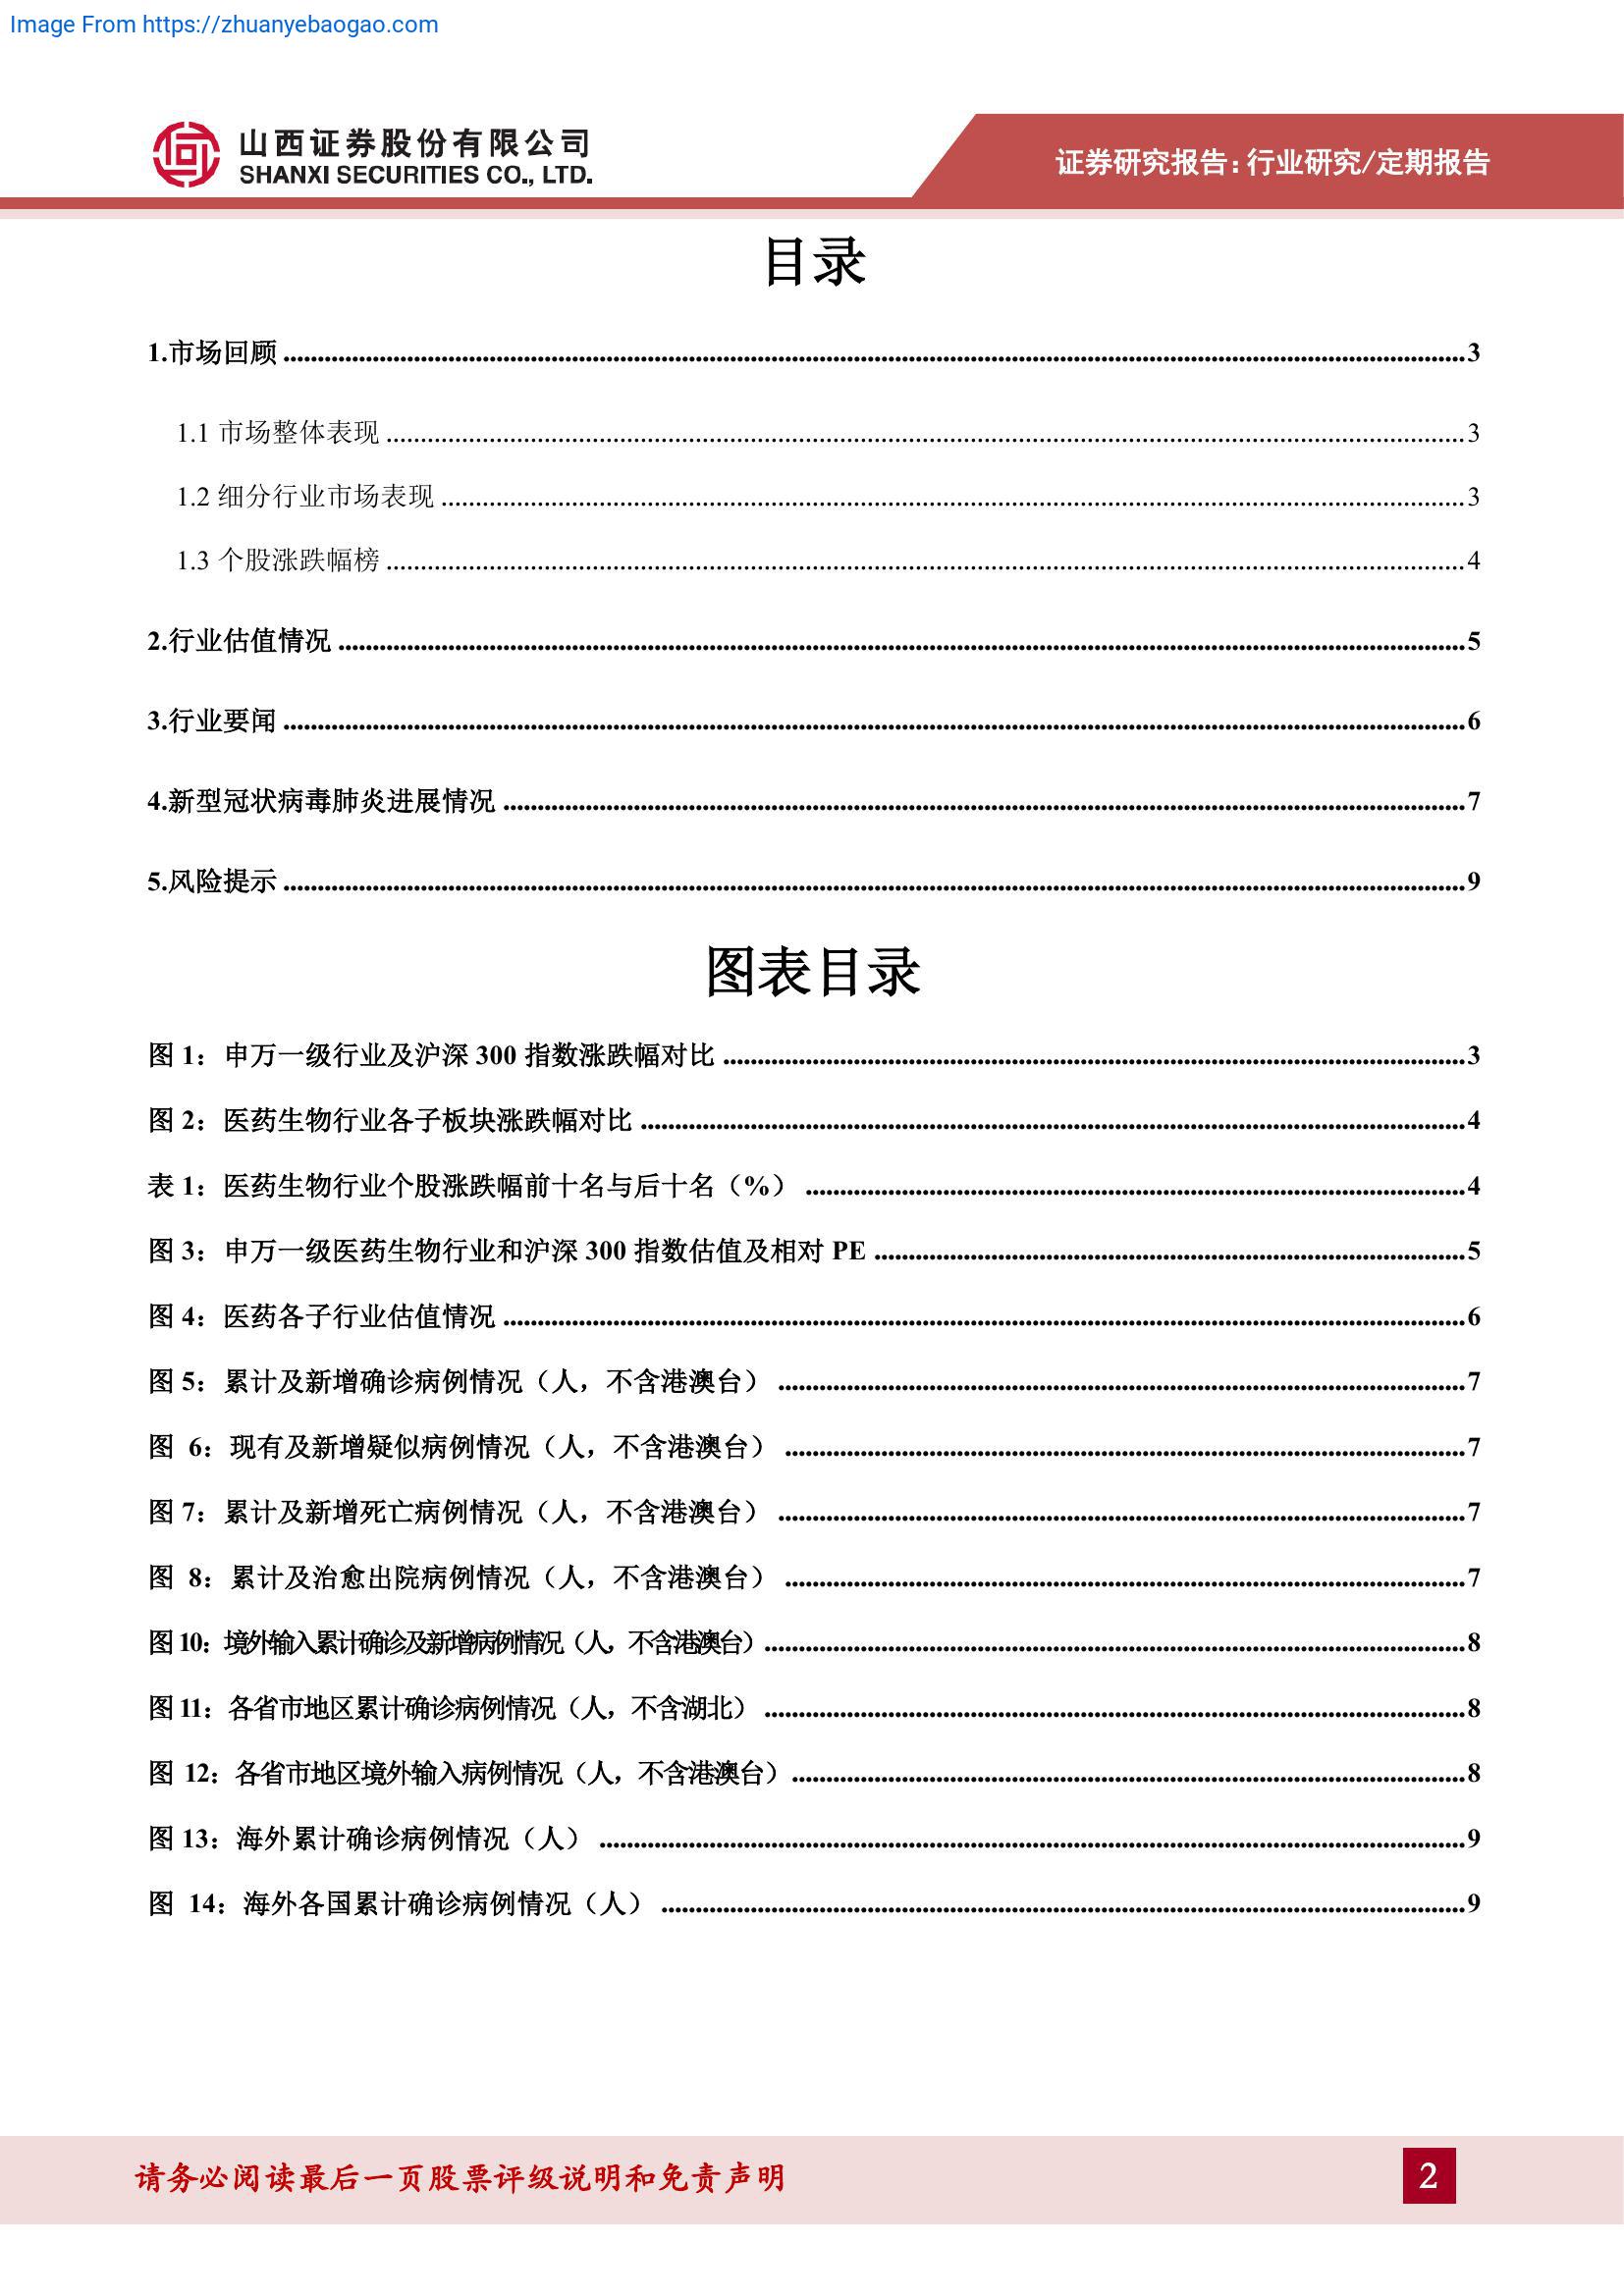 Image From https://zhuanyebaogao.com
山西证券股份有限公司
SHANXI SECURITIES CO., LTD.
证券研究报告:行业研究/定期报告
目录
1.市场回顾 3
1.1 市场整体表现 3
1.2 细分行业市场表现 3
1.3 个股涨跌幅榜 4
2.行业估值情况 5
3.行业要闻 6
4.新型冠状病毒肺炎进展情况 7
5.风险提示 9
图表目录
图 1：申万一级行业及沪深 300 指数涨跌幅对比 3
图 2：医药生物行业各子板块涨跌幅对比 4
表 1：医药生物行业个股涨跌幅前十名与后十名（%） 4
图 3：申万一级医药生物行业和沪深 300 指数估值及相对 PE 5
图 4：医药各子行业估值情况 6
图 5：累计及新增确诊病例情况（人，不含港澳台） 7
图 6：现有及新增疑似病例情况（人，不含港澳台） 7
图 7：累计及新增死亡病例情况（人，不含港澳台） 7
图 8：累计及治愈出院病例情况（人，不含港澳台） 7
图 10：境外输入累计确诊及新增病例情况（人，不含港澳台） 8
图 11：各省市地区累计确诊病例情况（人，不含湖北） 8
图 12：各省市地区境外输入病例情况（人，不含港澳台） 8
图 13：海外累计确诊病例情况（人） 9
图 14：海外各国累计确诊病例情况（人） 9
请务必阅读最后一页股票评级说明和免责声明
2